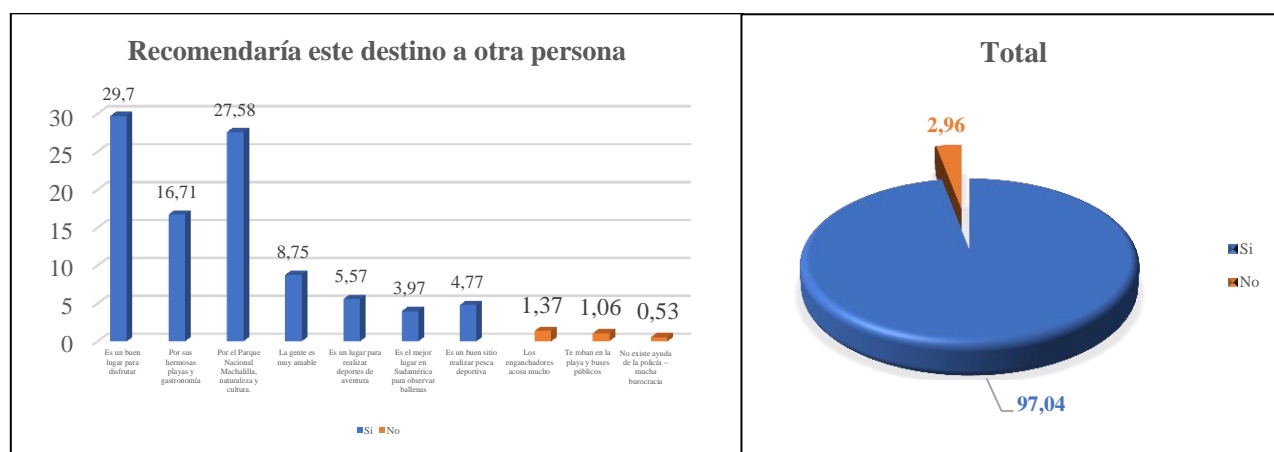 Recomendaría este destino a otra persona
29,7
16,71
27,58
8,75
5,57
3,97
4,77
1,37
1,06
0,53
30
25
20
15
10
5
0
Es un buen
lugar para
disfrutar
Por sus
hermosas
playas y
gastronomía
Por el Parque
Nacional
Machalilla,
naturaleza y
cultura.
La gente es
muy amable
Es un lugar para
realizar
deportes de
aventura
Es el mejor
lugar en
Sudamérica
para observar
ballenas
Es un buen sitio
realizar pesca
deportiva
Los
enganchadores
acosa mucho
Te roban en la
playa y buses
públicos
No existe ayuda
de la policía –
mucha
burocracia
Si No
Total
2,96
97,04
Si
No